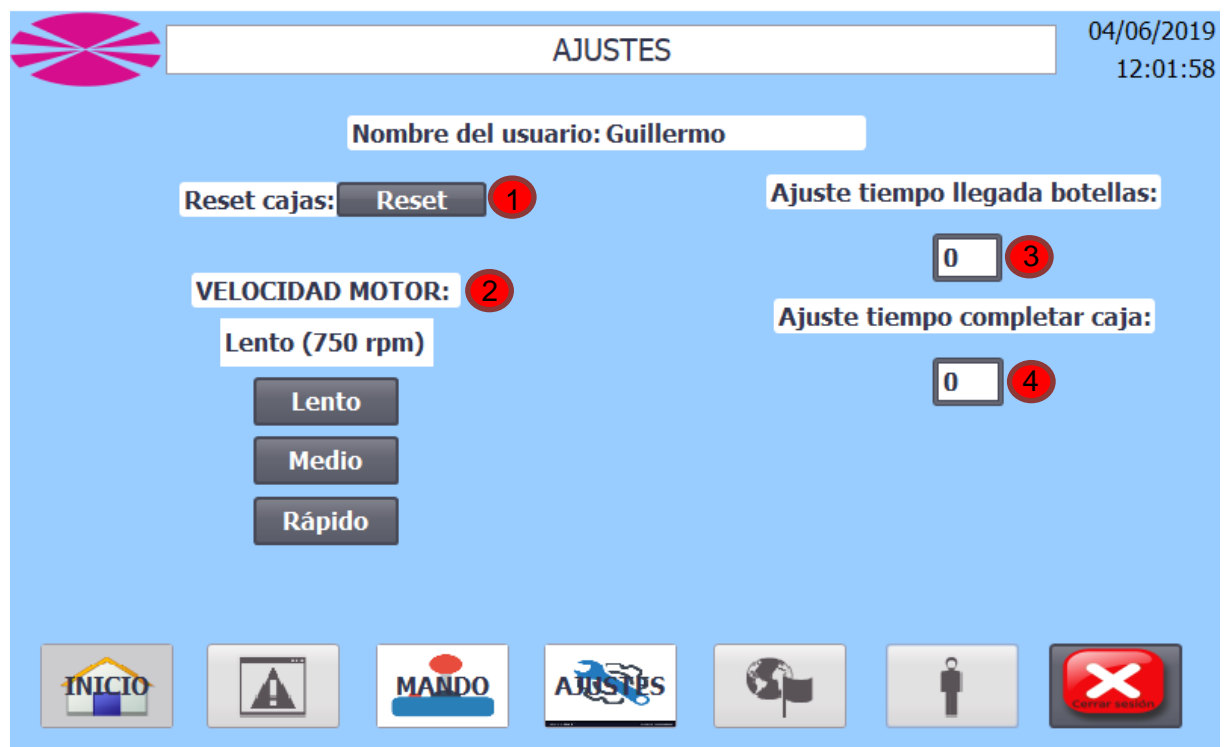 AJUSTES
04/06/2019
12:01:58
Nombre del usuario: Guillermo
Reset cajas: Reset 1
VELOCIDAD MOTOR: 2
Lento (750 rpm)
Lento
Medio
Rápido
Ajuste tiempo llegada botellas:
0 3
Ajuste tiempo completar caja:
0 4
INICIO
MANDO
AJUSTES
Cerrar sesión